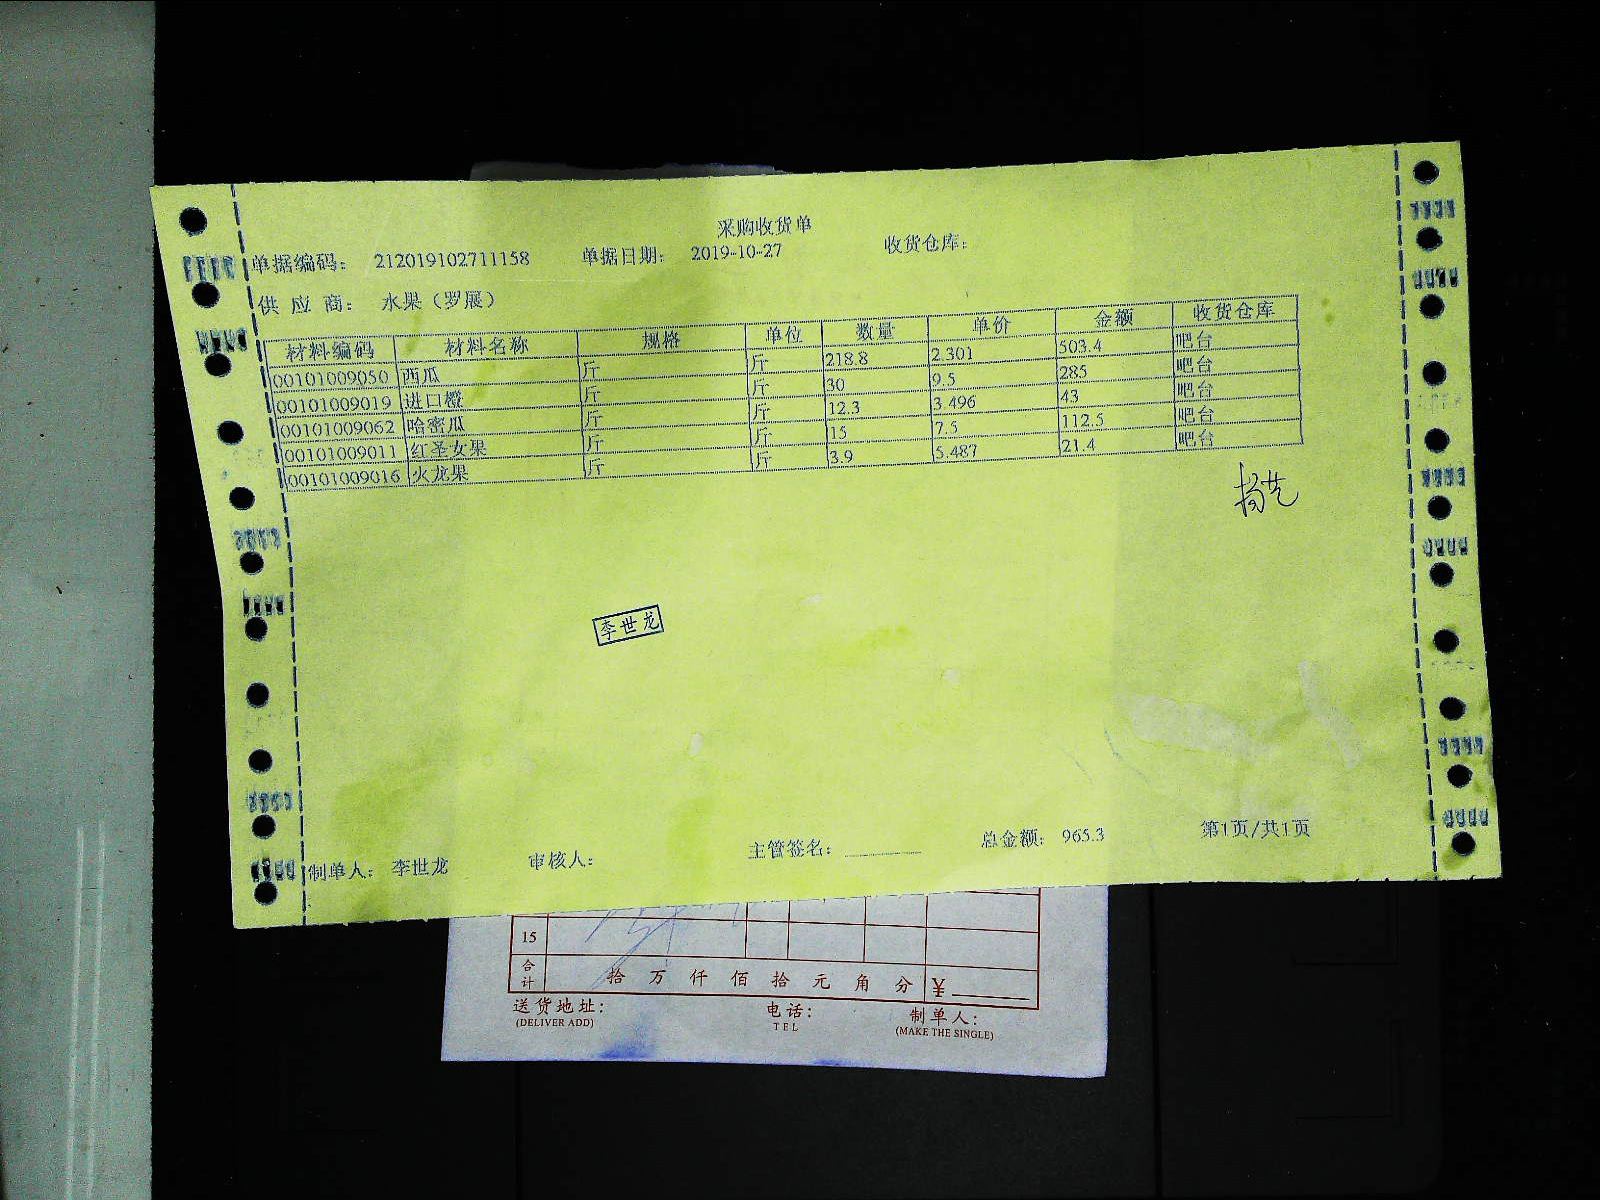 采购收货单
单据编码： 212019102711158 单据日期： 2019-10-27 收货仓库：
供 应 商： 水果（罗展）
材料编码 材料名称 规格 单位 数量 单价 金额 收货仓库
00101009050 西瓜 斤 斤 218.8 2.301 503.4 吧台
00101009019 进口橙 斤 斤 30 9.5 285 吧台
00101009062 哈密瓜 斤 斤 12.3 3.496 43 吧台
00101009011 红圣女果 斤 斤 15 7.5 112.5 吧台
00101009016 火龙果 斤 斤 3.9 5.487 21.4 吧台
李世龙
制单人： 李世龙 审核人： 主管签名： 总金额： 965.3 第1页/共1页
15
合计 拾 万 仟 佰 拾 元 角 分 ￥
送货地址： 电话： 制单人：
(DELIVER ADD) TEL (MAKE THE SINGLE)